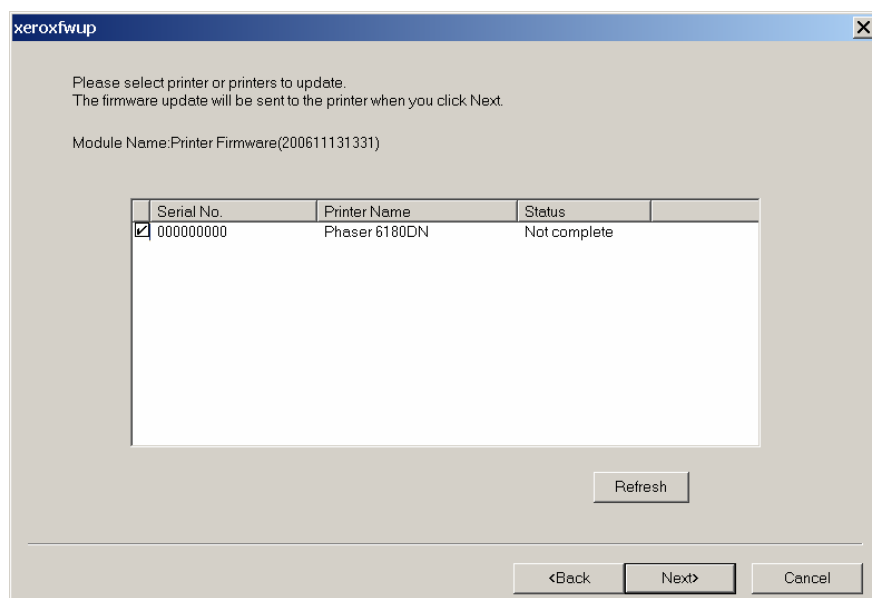 xeroxfwup
Please select printer or printers to update.
The firmware update will be sent to the printer when you click Next.
Module Name:Printer Firmware(200611131331)
Serial No. Printer Name Status
000000000 Phaser 6180DN Not complete
Refresh
<Back Next> Cancel